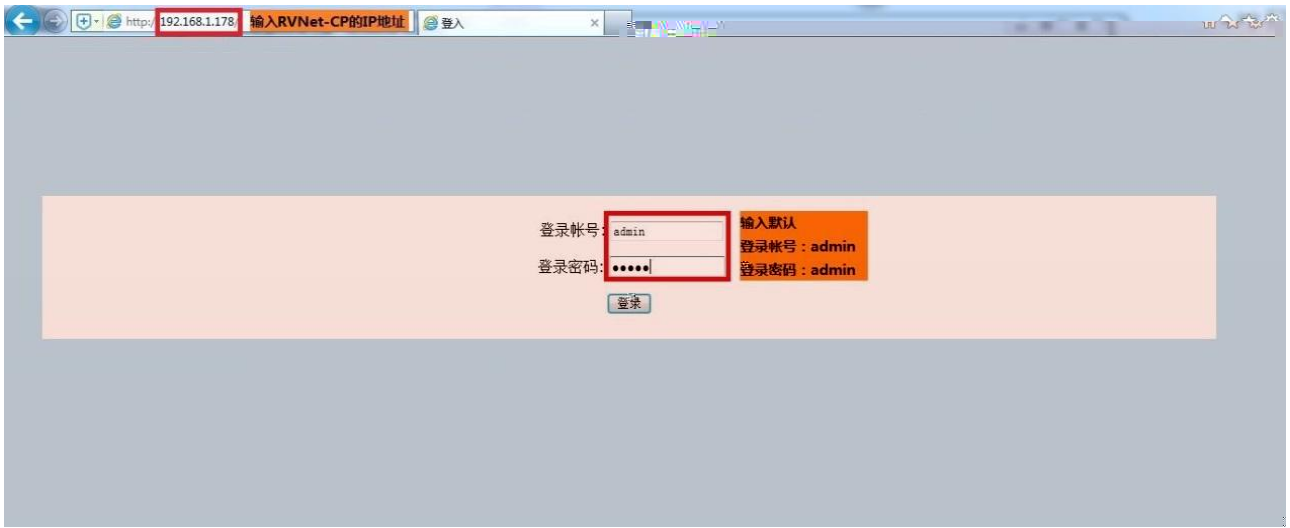 http://192.168.1.178/ 输入RVNet-CP的IP地址 登入
登录帐号: admin
登录密码: •••••
输入默认
登录帐号：admin
登录密码：admin
登录